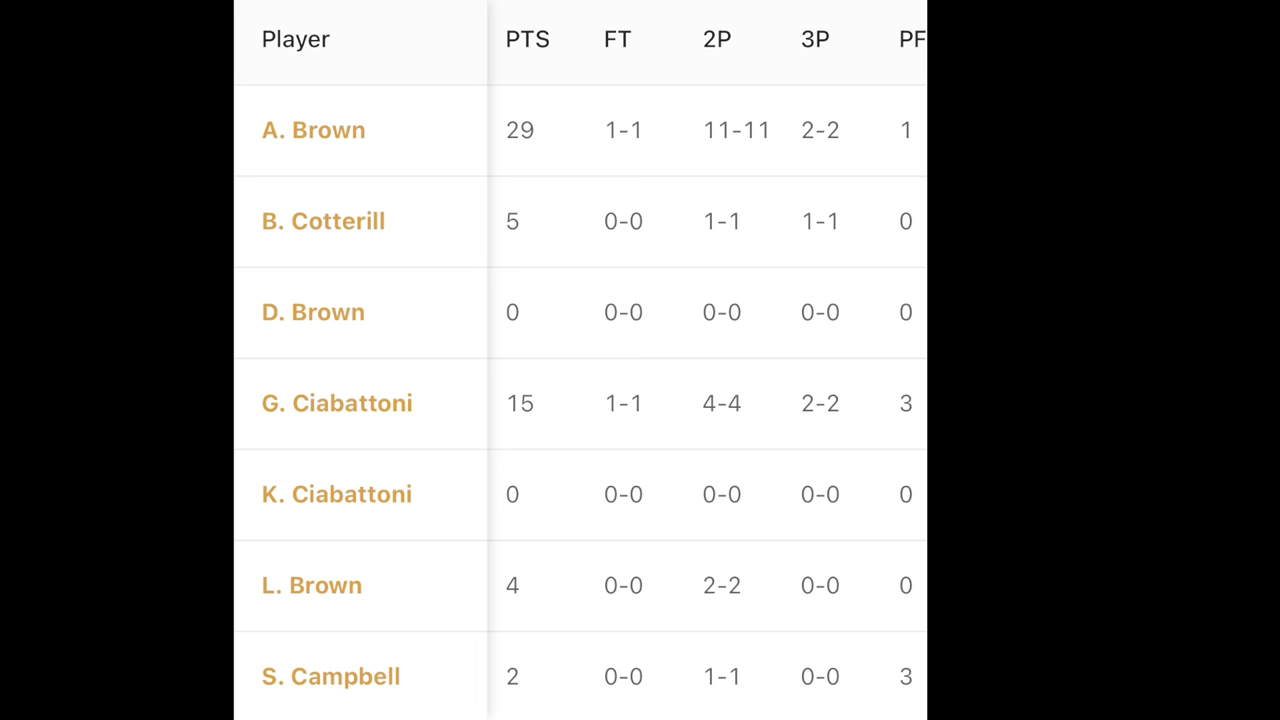 Player PTS FT 2P 3P PF
A. Brown 29 1-1 11-11 2-2 1
B. Cotterill 5 0-0 1-1 1-1 0
D. Brown 0 0-0 0-0 0-0 0
G. Ciabattoni 15 1-1 4-4 2-2 3
K. Ciabattoni 0 0-0 0-0 0-0 0
L. Brown 4 0-0 2-2 0-0 0
S. Campbell 2 0-0 1-1 0-0 3